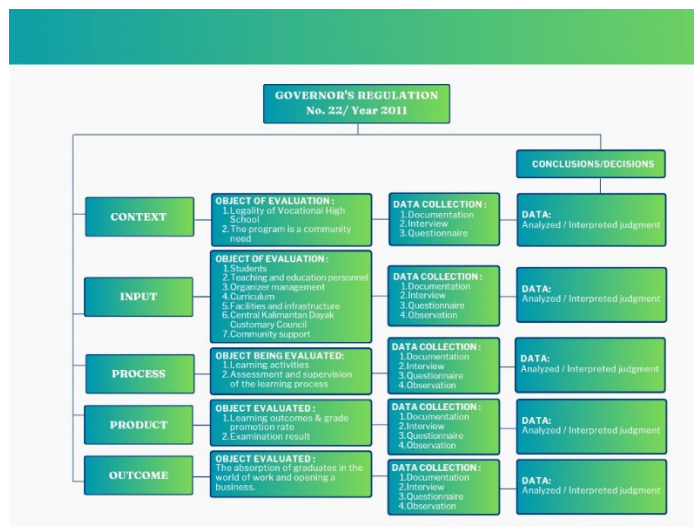 GOVERNOR'S REGULATION
No. 22/ Year 2011
CONCLUSIONS/DECISIONS
CONTEXT
OBJECT OF EVALUATION :
1.Legality of Vocational High
School
2. The program is a community
need
DATA COLLECTION :
1.Documentation
2.Interview
3.Questionnaire
DATA:
Analyzed / Interpreted judgment
INPUT
OBJECT OF EVALUATION :
1.Students
2.Teaching and education personnel
3.Organizer management
4.Curriculum
5.Facilities and infrastructure
6.Central Kalimantan Dayak
Customary Council
7.Community support
DATA COLLECTION :
1.Documentation
2.Interview
3.Questionnaire
4.Observation
DATA:
Analyzed / Interpreted judgment
PROCESS
OBJECT BEING EVALUATED:
1.Learning activities
2.Assessment and supervision
of the learning process
DATA COLLECTION :
1.Documentation
2.Interview
3.Questionnaire
4.Observation
DATA:
Analyzed / Interpreted judgment
PRODUCT
OBJECT EVALUATED :
1.Learning outcomes & grade
promotion rate
2.Examination result
DATA COLLECTION :
1.Documentation
2.Interview
3.Questionnaire
4.Observation
DATA:
Analyzed / Interpreted judgment
OUTCOME
OBJECT EVALUATED :
The absorption of graduates in the
world of work and opening a
business.
DATA COLLECTION :
1.Documentation
2.Interview
3.Questionnaire
4.Observation
DATA:
Analyzed / Interpreted judgment